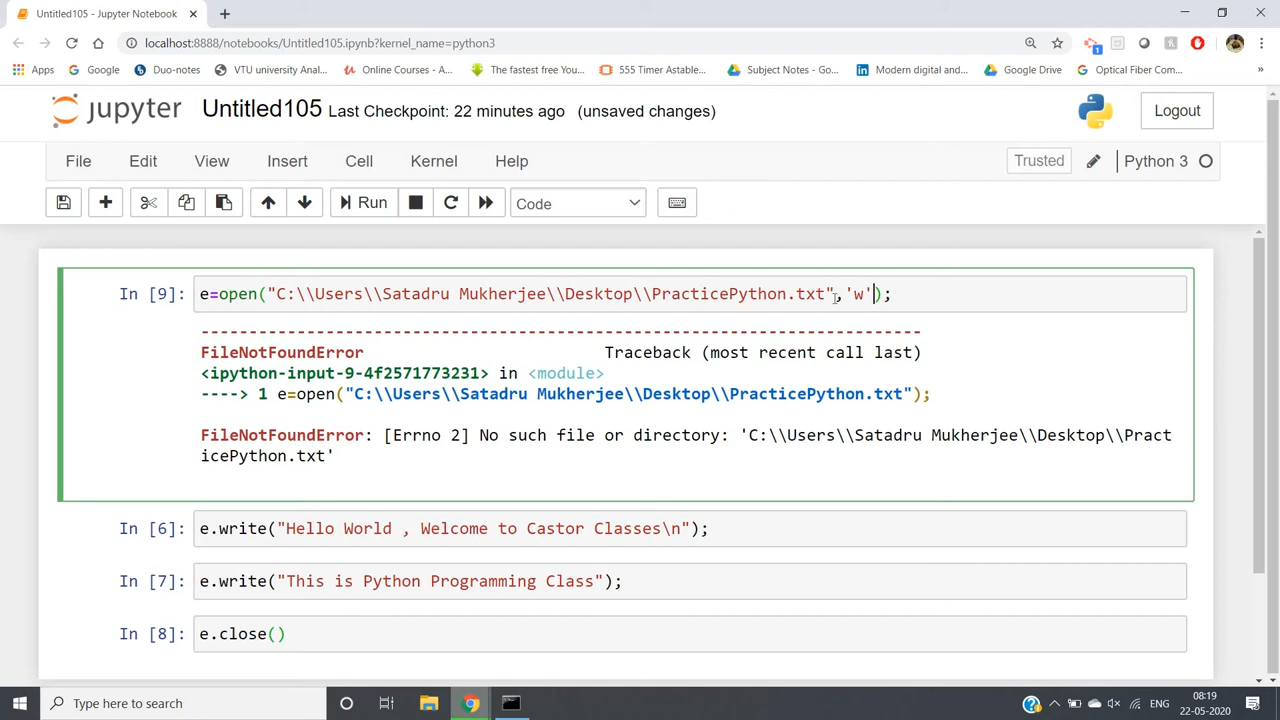 Untitled105 - Jupyter Notebook
localhost:8888/notebooks/Untitled105.ipynb?kernel_name=python3
1
Apps Google Duo-notes VTU university Anal... Online Courses - A... The fastest free You... 555 Timer Astable... Subject Notes - Go... Modern digital and... Google Drive Optical Fiber Com... »
jupyter Untitled105 Last Checkpoint: 22 minutes ago (unsaved changes) Logout
File Edit View Insert Cell Kernel Help Trusted Python 3
Run Code
In [9]: e=open("C:\\Users\\Satadru Mukherjee\\Desktop\\PracticePython.txt",'w');
---------------------------------------------------------------------------
FileNotFoundError Traceback (most recent call last)
<ipython-input-9-4f2571773231> in <module>
----> 1 e=open("C:\\Users\\Satadru Mukherjee\\Desktop\\PracticePython.txt");
FileNotFoundError: [Errno 2] No such file or directory: 'C:\\Users\\Satadru Mukherjee\\Desktop\\Pract
icePython.txt'
In [6]: e.write("Hello World , Welcome to Castor Classes\n");
In [7]: e.write("This is Python Programming Class");
In [8]: e.close()
Type here to search ENG 08:19
22-05-2020